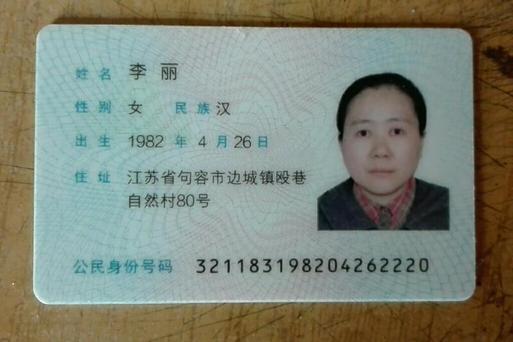 姓名 李丽
性别 女 民族 汉
出生 1982 年 4 月 26 日
住址 江苏省句容市边城镇殴巷
自然村80号
公民身份号码 321183198204262220